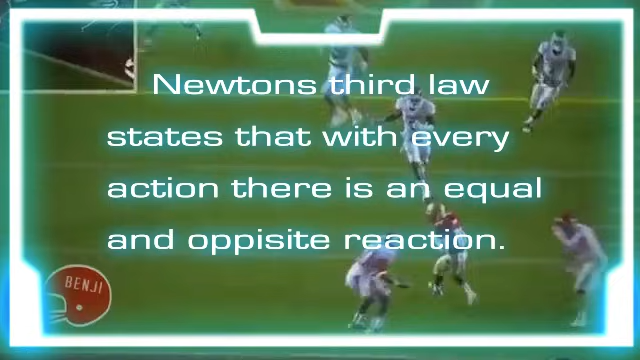 Newtons third law
states that with every
action there is an equal
and oppisite reaction.
BENJI